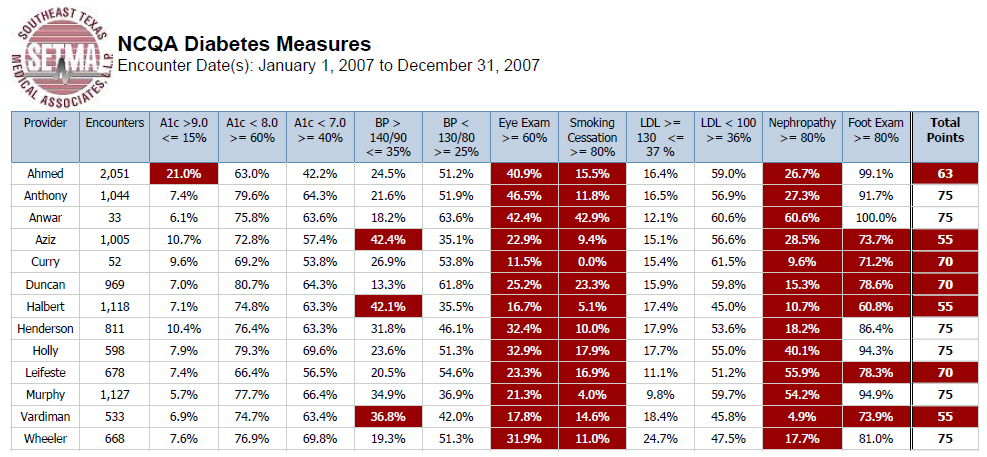 SOUTHEAST TEXAS
SETMA
MEDICAL ASSOCIATES, L.L.P.
NCQA Diabetes Measures
Encounter Date(s): January 1, 2007 to December 31, 2007
Provider Encounters A1c >9.0 <= 15% A1c < 8.0 >= 60% A1c < 7.0 >= 40% BP > 140/90 <= 35% BP < 130/80 >= 25% Eye Exam >= 60% Smoking Cessation >= 80% LDL >= 130 <= 37 % LDL < 100 >= 36% Nephropathy >= 80% Foot Exam >= 80% Total Points
Ahmed 2,051 21.0% 63.0% 42.2% 24.5% 51.2% 40.9% 15.5% 16.4% 59.0% 26.7% 99.1% 63
Anthony 1,044 7.4% 79.6% 64.3% 21.6% 51.9% 46.5% 11.8% 16.5% 56.9% 27.3% 91.7% 75
Anwar 33 6.1% 75.8% 63.6% 18.2% 63.6% 42.4% 42.9% 12.1% 60.6% 60.6% 100.0% 75
Aziz 1,005 10.7% 72.8% 57.4% 42.4% 35.1% 22.9% 9.4% 15.1% 56.6% 28.5% 73.7% 55
Curry 52 9.6% 69.2% 53.8% 26.9% 53.8% 11.5% 0.0% 15.4% 61.5% 9.6% 71.2% 70
Duncan 969 7.0% 80.7% 64.3% 13.3% 61.8% 25.2% 23.3% 15.9% 59.8% 15.3% 78.6% 70
Halbert 1,118 7.1% 74.8% 63.3% 42.1% 35.5% 16.7% 5.1% 17.4% 45.0% 10.7% 60.8% 55
Henderson 811 10.4% 76.4% 63.3% 31.8% 46.1% 32.4% 10.0% 17.9% 53.6% 18.2% 86.4% 75
Holly 598 7.9% 79.3% 69.6% 23.6% 51.3% 32.9% 17.9% 17.7% 55.0% 40.1% 94.3% 75
Leifeste 678 7.4% 66.4% 56.5% 20.5% 54.6% 23.3% 16.9% 11.1% 51.2% 55.9% 78.3% 70
Murphy 1,127 5.7% 77.7% 66.4% 34.9% 36.9% 21.3% 4.0% 9.8% 59.7% 54.2% 94.9% 75
Vardiman 533 6.9% 74.7% 63.4% 36.8% 42.0% 17.8% 14.6% 18.4% 45.8% 4.9% 73.9% 55
Wheeler 668 7.6% 76.9% 69.8% 19.3% 51.3% 31.9% 11.0% 24.7% 47.5% 17.7% 81.0% 75